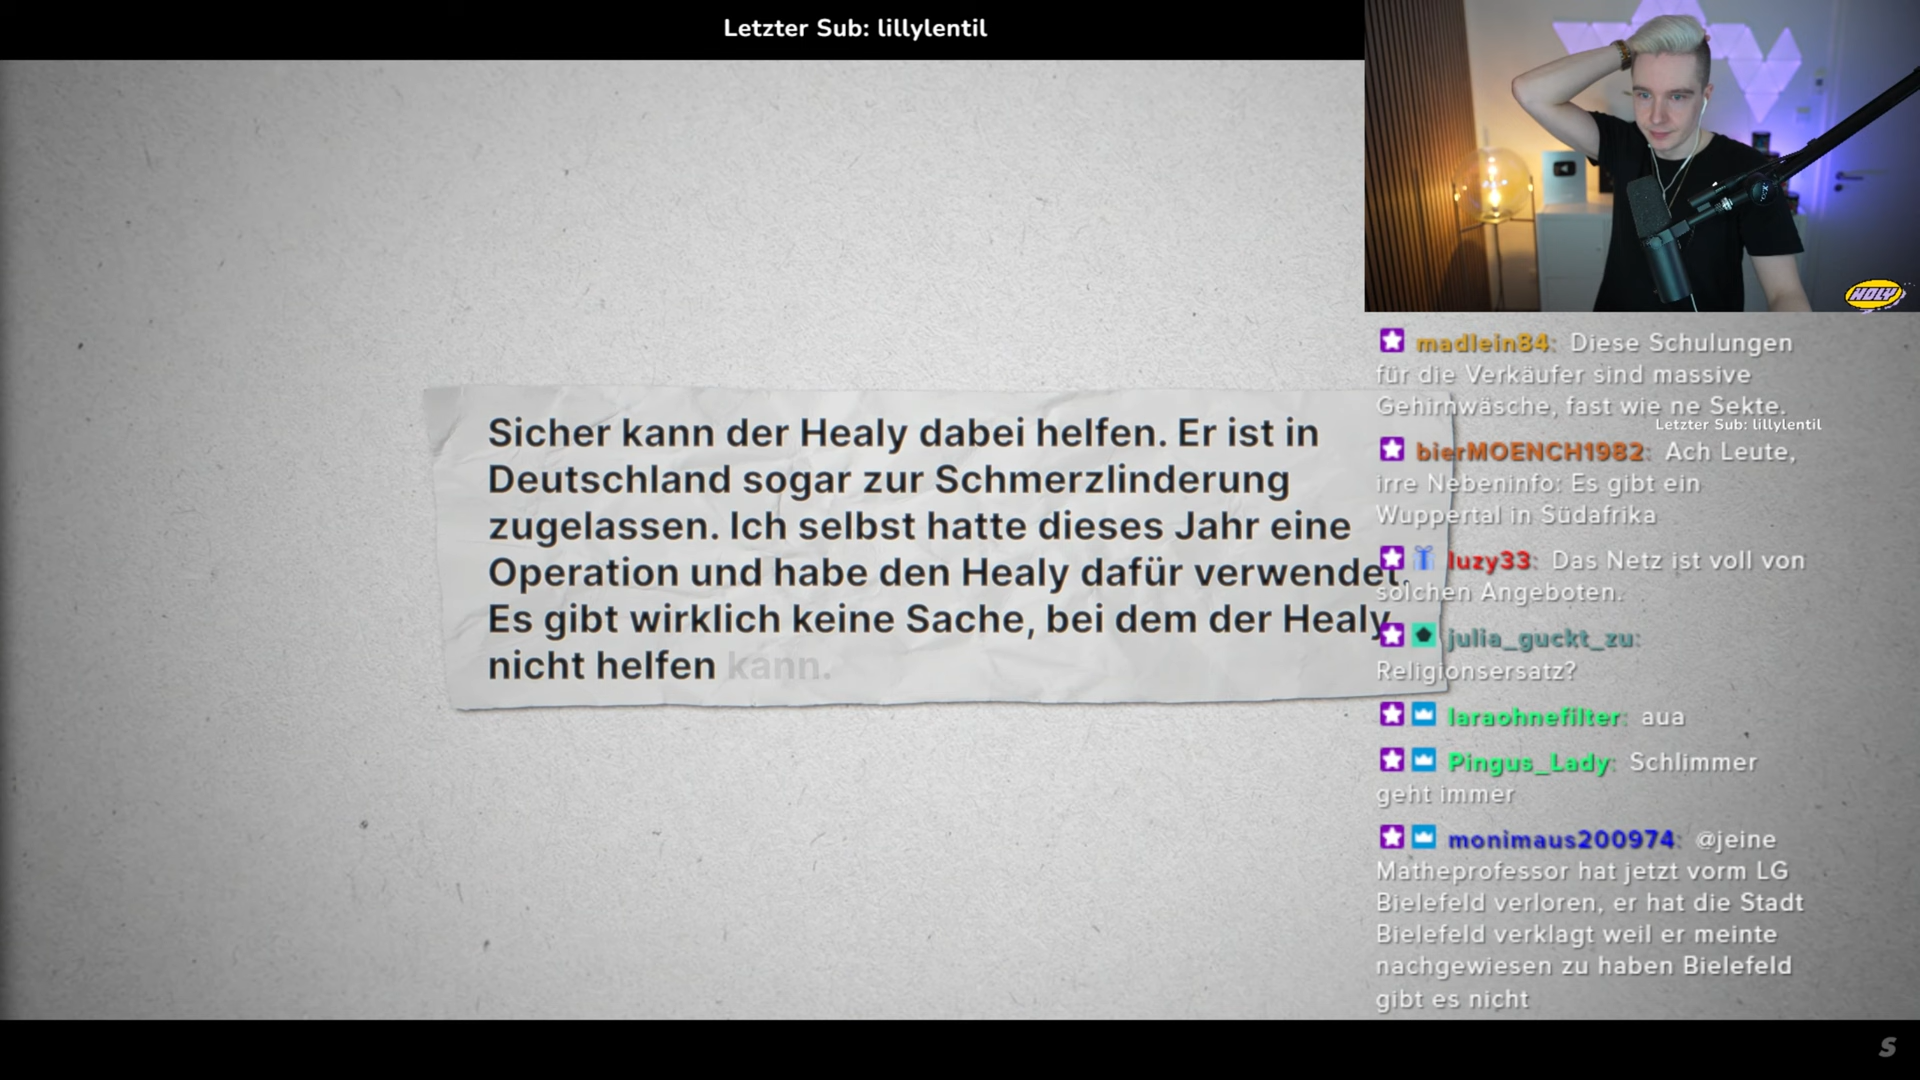 Letzter Sub: lillylentil
Sicher kann der Healy dabei helfen. Er ist in
Deutschland sogar zur Schmerzlinderung
zugelassen. Ich selbst hatte dieses Jahr eine
Operation und habe den Healy dafür verwendet.
Es gibt wirklich keine Sache, bei dem der Healy
nicht helfen kann.
HOLY
madlein84: Diese Schulungen
für die Verkäufer sind massive
Gehirnwäsche, fast wie ne Sekte.
Letzter Sub: lillylentil
bierMOENCH1982: Ach Leute,
irre Nebeninfo: Es gibt ein
Wuppertal in Südafrika
luzy33: Das Netz ist voll von
solchen Angeboten.
julia_guckt_zu:
Religionsersatz?
laraohnefilter: aua
Pingus_Lady: Schlimmer
geht immer
monimaus200974: @jeine
Matheprofessor hat jetzt vorm LG
Bielefeld verloren, er hat die Stadt
Bielefeld verklagt weil er meinte
nachgewiesen zu haben Bielefeld
gibt es nicht
S